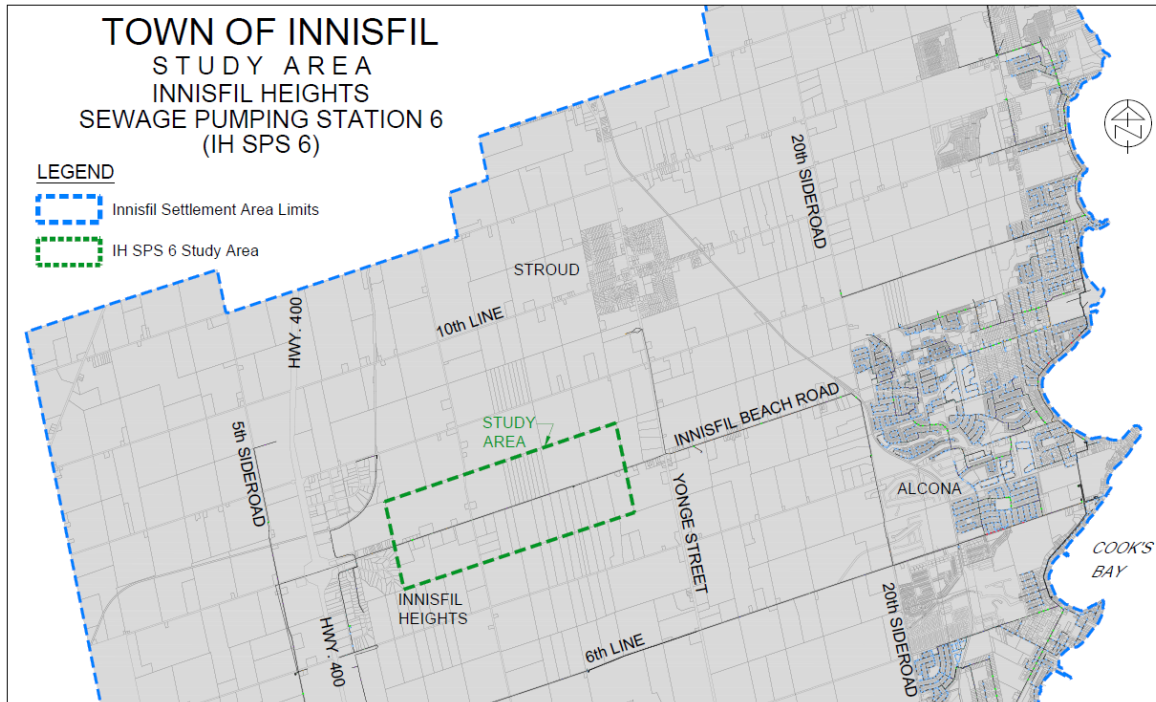 TOWN OF INNISFIL
STUDY AREA
INNISFIL HEIGHTS
SEWAGE PUMPING STATION 6
(IH SPS 6)
LEGEND
Innisfil Settlement Area Limits
IH SPS 6 Study Area
N
20th SIDEROAD
STROUD
HWY. 400
10th LINE
STUDY
AREA
INNISFIL BEACH ROAD
5th SIDEROAD
YONGE STREET
ALCONA
COOK'S
BAY
INNISFIL
HEIGHTS
HWY. 400
6th LINE
20th SIDEROAD